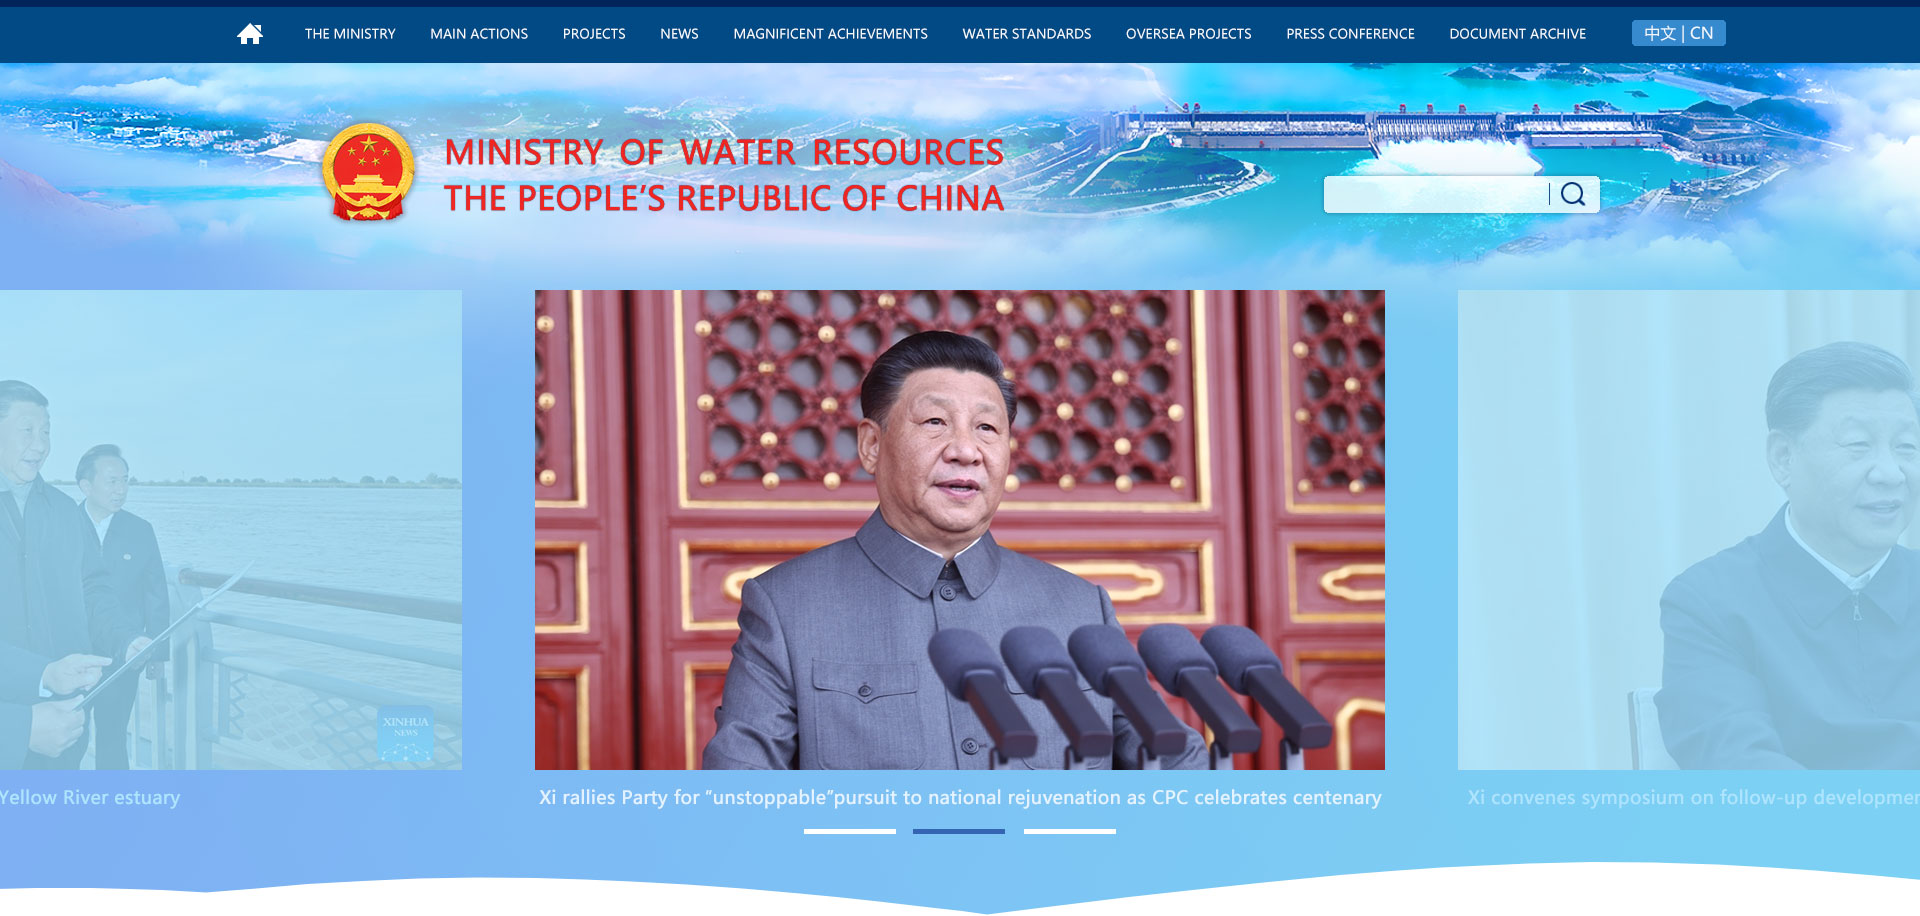 THE MINISTRY
MAIN ACTIONS
PROJECTS
NEWS
MAGNIFICENT ACHIEVEMENTS
WATER STANDARDS
OVERSEA PROJECTS
PRESS CONFERENCE
DOCUMENT ARCHIVE
中文 | CN
MINISTRY OF WATER RESOURCES
THE PEOPLE'S REPUBLIC OF CHINA
XINHUA
NEWS
Yellow River estuary
Xi rallies Party for “unstoppable”pursuit to national rejuvenation as CPC celebrates centenary
Xi convenes symposium on follow-up developmen